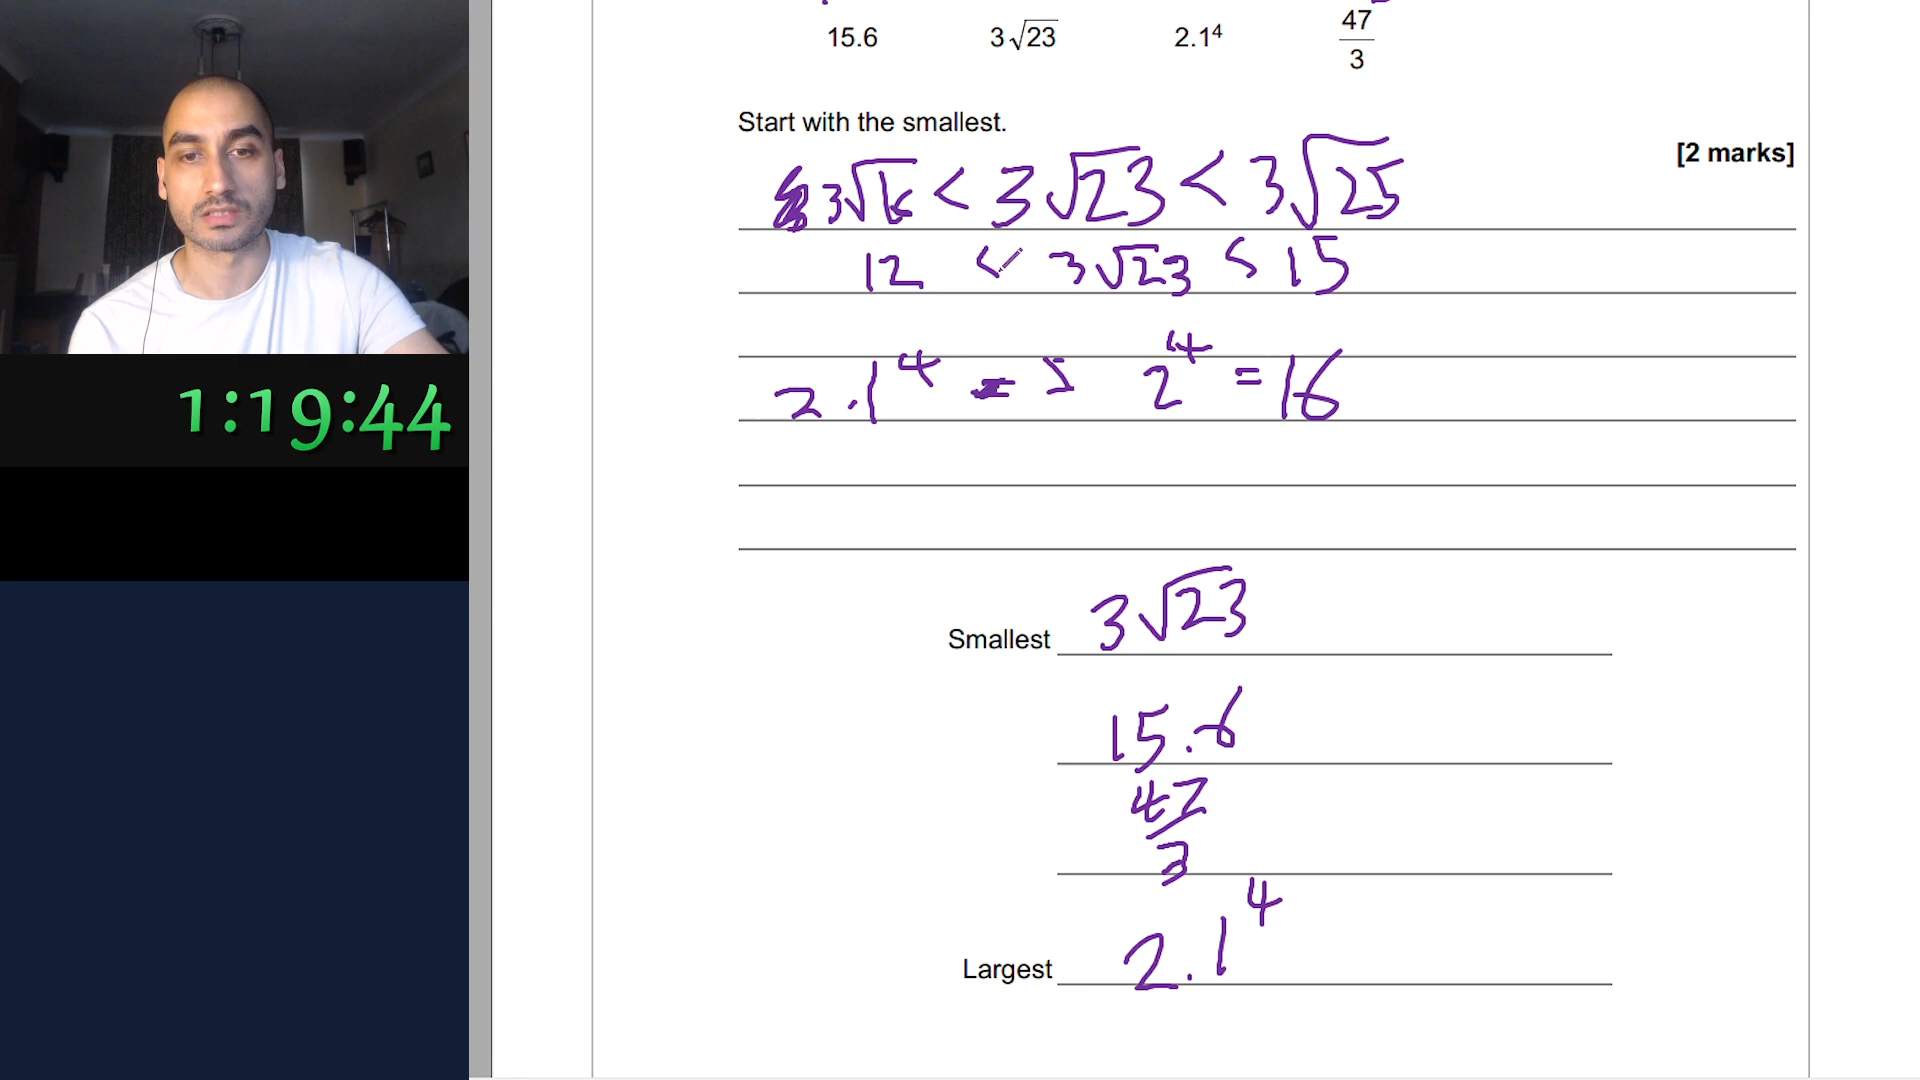 15.6 3√23 2.1⁴ 47/3
Start with the smallest.
[2 marks]
3√16 < 3√23 < 3√25
12 < 3√23 < 15
2.1⁴ > 2⁴ = 16
1:19:44
Smallest 3√23
15.6
47/3
Largest 2.1⁴